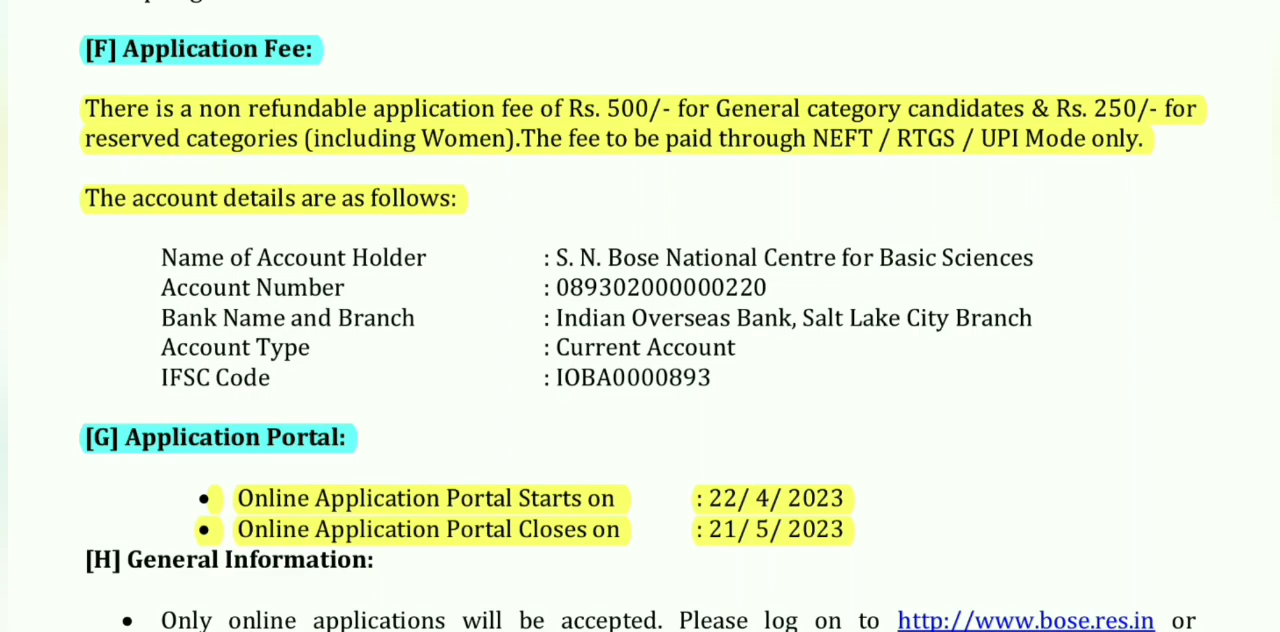 [F] Application Fee:
There is a non refundable application fee of Rs. 500/- for General category candidates & Rs. 250/- for
reserved categories (including Women).The fee to be paid through NEFT / RTGS / UPI Mode only.
The account details are as follows:
Name of Account Holder : S. N. Bose National Centre for Basic Sciences
Account Number : 089302000000220
Bank Name and Branch : Indian Overseas Bank, Salt Lake City Branch
Account Type : Current Account
IFSC Code : IOBA0000893
[G] Application Portal:
• Online Application Portal Starts on : 22/ 4/ 2023
• Online Application Portal Closes on : 21/ 5/ 2023
[H] General Information:
• Only online applications will be accepted. Please log on to http://www.bose.res.in or